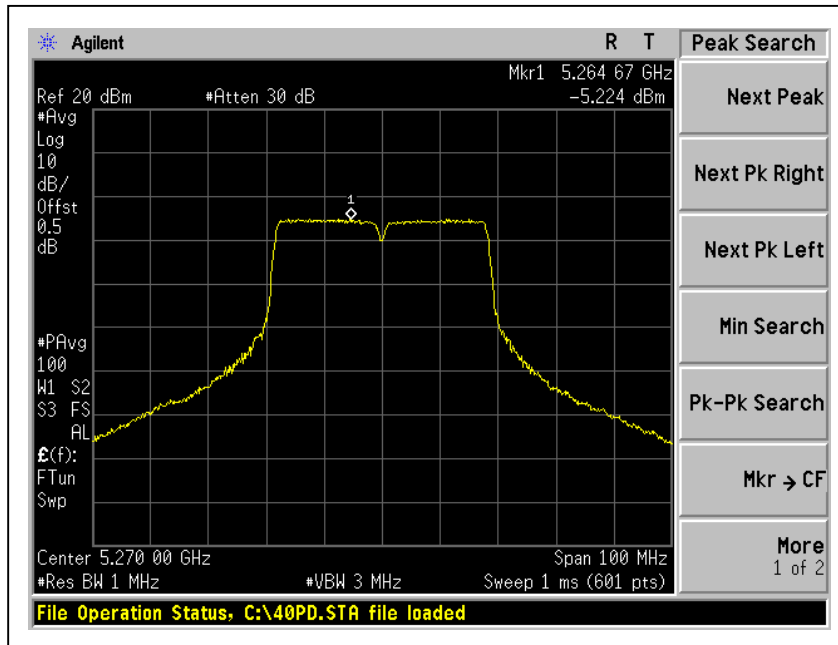 Agilent R T
Peak Search
Mkr1 5.264 67 GHz
Ref 20 dBm #Atten 30 dB -5.224 dBm
#Avg
Log
10
dB/
Offst
0.5
dB
1
#PAvg
100
W1 S2
S3 FS
AL
£(f):
FTun
Swp
Center 5.270 00 GHz Span 100 MHz
#Res BW 1 MHz #VBW 3 MHz Sweep 1 ms (601 pts)
File Operation Status, C:\40PD.STA file loaded
Next Peak
Next Pk Right
Next Pk Left
Min Search
Pk-Pk Search
Mkr → CF
More
1 of 2